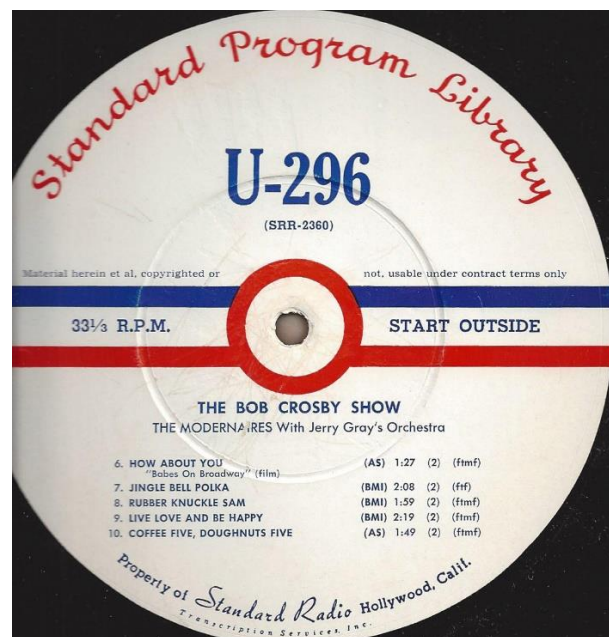 Standard Program Library
U-296
(SRR-2360)
Material herein et al, copyrighted or not, usable under contract terms only
33⅓ R.P.M. START OUTSIDE
THE BOB CROSBY SHOW
THE MODERNAIRES With Jerry Gray's Orchestra
6. HOW ABOUT YOU (AS) 1:27 (2) (ftmf)
"Babes On Broadway" (film)
7. JINGLE BELL POLKA (BMI) 2:08 (2) (ftf)
8. RUBBER KNUCKLE SAM (BMI) 1:59 (2) (ftmf)
9. LIVE LOVE AND BE HAPPY (BMI) 2:19 (2) (ftmf)
10. COFFEE FIVE, DOUGHNUTS FIVE (AS) 1:49 (2) (ftmf)
Property of Standard Radio Hollywood, Calif.
Transcription Services, Inc.